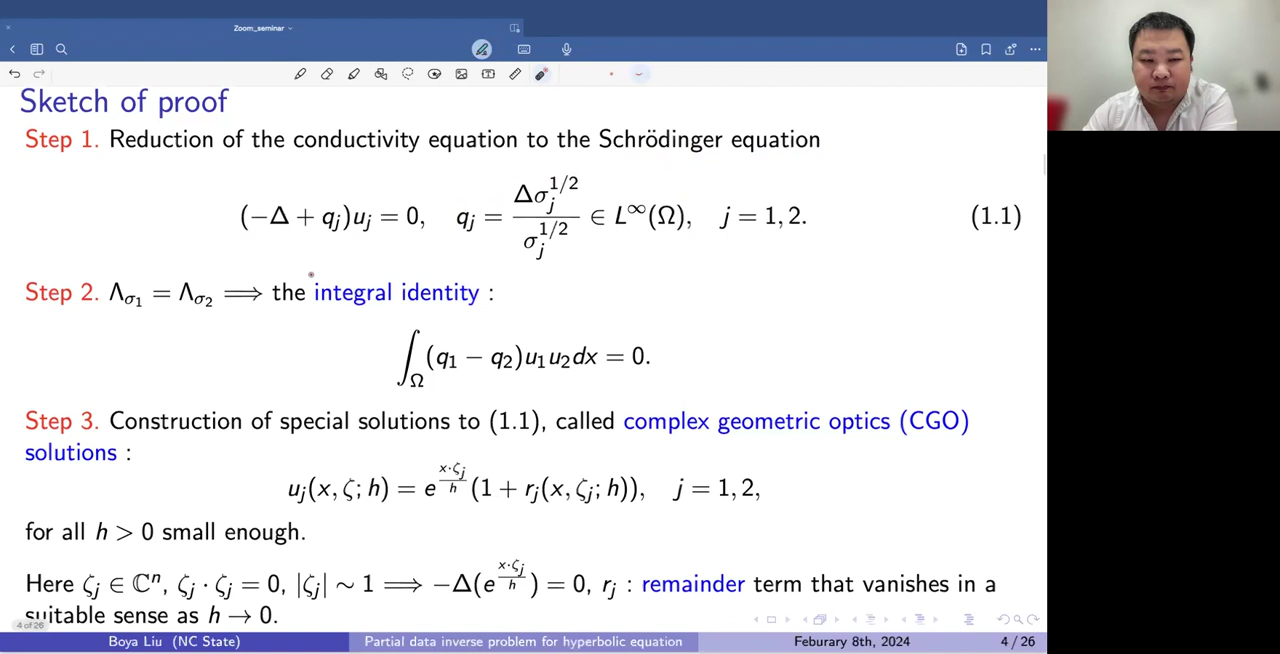 Zoom_seminar
Sketch of proof
Step 1. Reduction of the conductivity equation to the Schrödinger equation
(−Δ + q_j)u_j = 0, q_j = Δσ_j^{1/2} / σ_j^{1/2} ∈ L^∞(Ω), j = 1, 2. (1.1)
Step 2. Λ_{σ_1} = Λ_{σ_2} ⟹ the integral identity :
∫_Ω (q_1 − q_2)u_1u_2dx = 0.
Step 3. Construction of special solutions to (1.1), called complex geometric optics (CGO)
solutions :
u_j(x, ζ; h) = e^{x·ζ_j / h}(1 + r_j(x, ζ_j; h)), j = 1, 2,
for all h > 0 small enough.
Here ζ_j ∈ ℂ^n, ζ_j · ζ_j = 0, |ζ_j| ∼ 1 ⟹ −Δ(e^{x·ζ_j / h}) = 0, r_j : remainder term that vanishes in a
suitable sense as h → 0.
4 of 26
Boya Liu (NC State) Partial data inverse problem for hyperbolic equation Feburary 8th, 2024 4 / 26